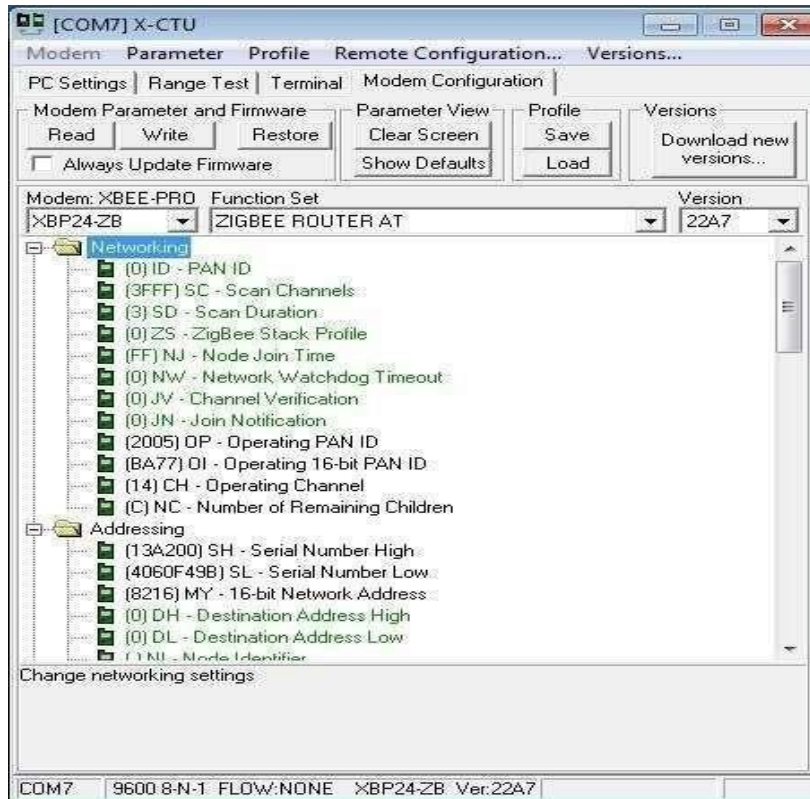 [COM7] X-CTU
Modem Parameter Profile Remote Configuration... Versions...
PC Settings Range Test Terminal Modem Configuration
Modem Parameter and Firmware Parameter View Profile Versions
Read Write Restore Clear Screen Save Download new versions...
Always Update Firmware Show Defaults Load
Modem: XBEE-PRO Function Set Version
XBP24-ZB ZIGBEE ROUTER AT 22A7
Networking
(0) ID - PAN ID
(3FFF) SC - Scan Channels
(3) SD - Scan Duration
(0) ZS - ZigBee Stack Profile
(FF) NJ - Node Join Time
(0) NW - Network Watchdog Timeout
(0) JV - Channel Verification
(0) JN - Join Notification
(2005) OP - Operating PAN ID
(BA77) OI - Operating 16-bit PAN ID
(14) CH - Operating Channel
(C) NC - Number of Remaining Children
Addressing
(13A200) SH - Serial Number High
(4060F49B) SL - Serial Number Low
(8216) MY - 16-bit Network Address
(0) DH - Destination Address High
(0) DL - Destination Address Low
( ) NI - Node Identifier
Change networking settings
COM7 9600 8-N-1 FLOW:NONE XBP24-ZB Ver:22A7